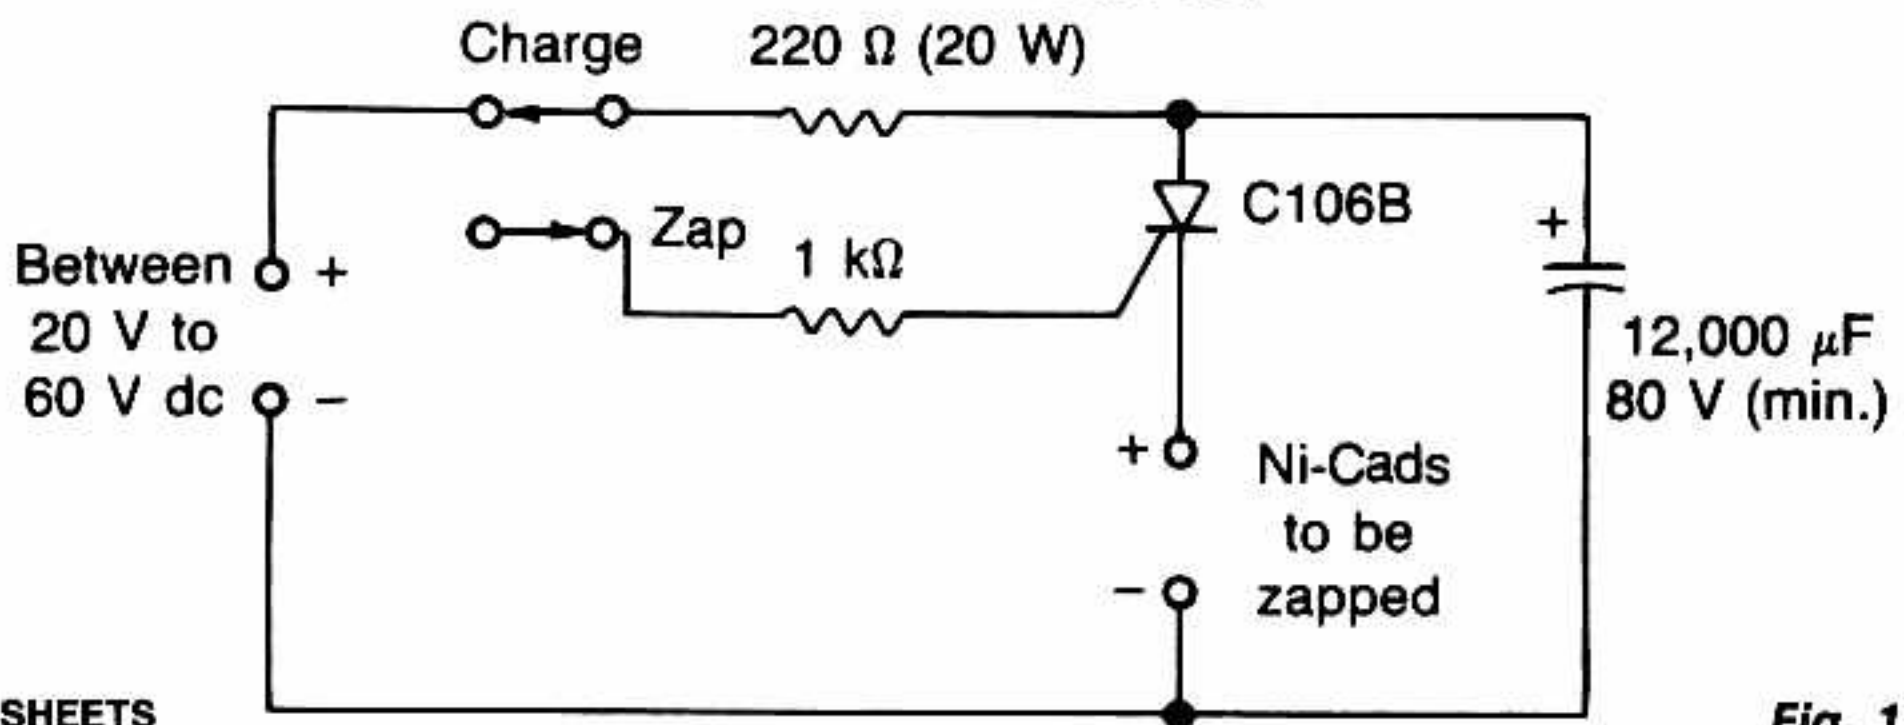 Charge
220 Ω (20 W)
C106B
+
Zap
1 kΩ
Between
20 V to
60 V dc
+
−
12,000 μF
80 V (min.)
+
Ni-Cads
to be
zapped
−
SHEETS
Fig. 1